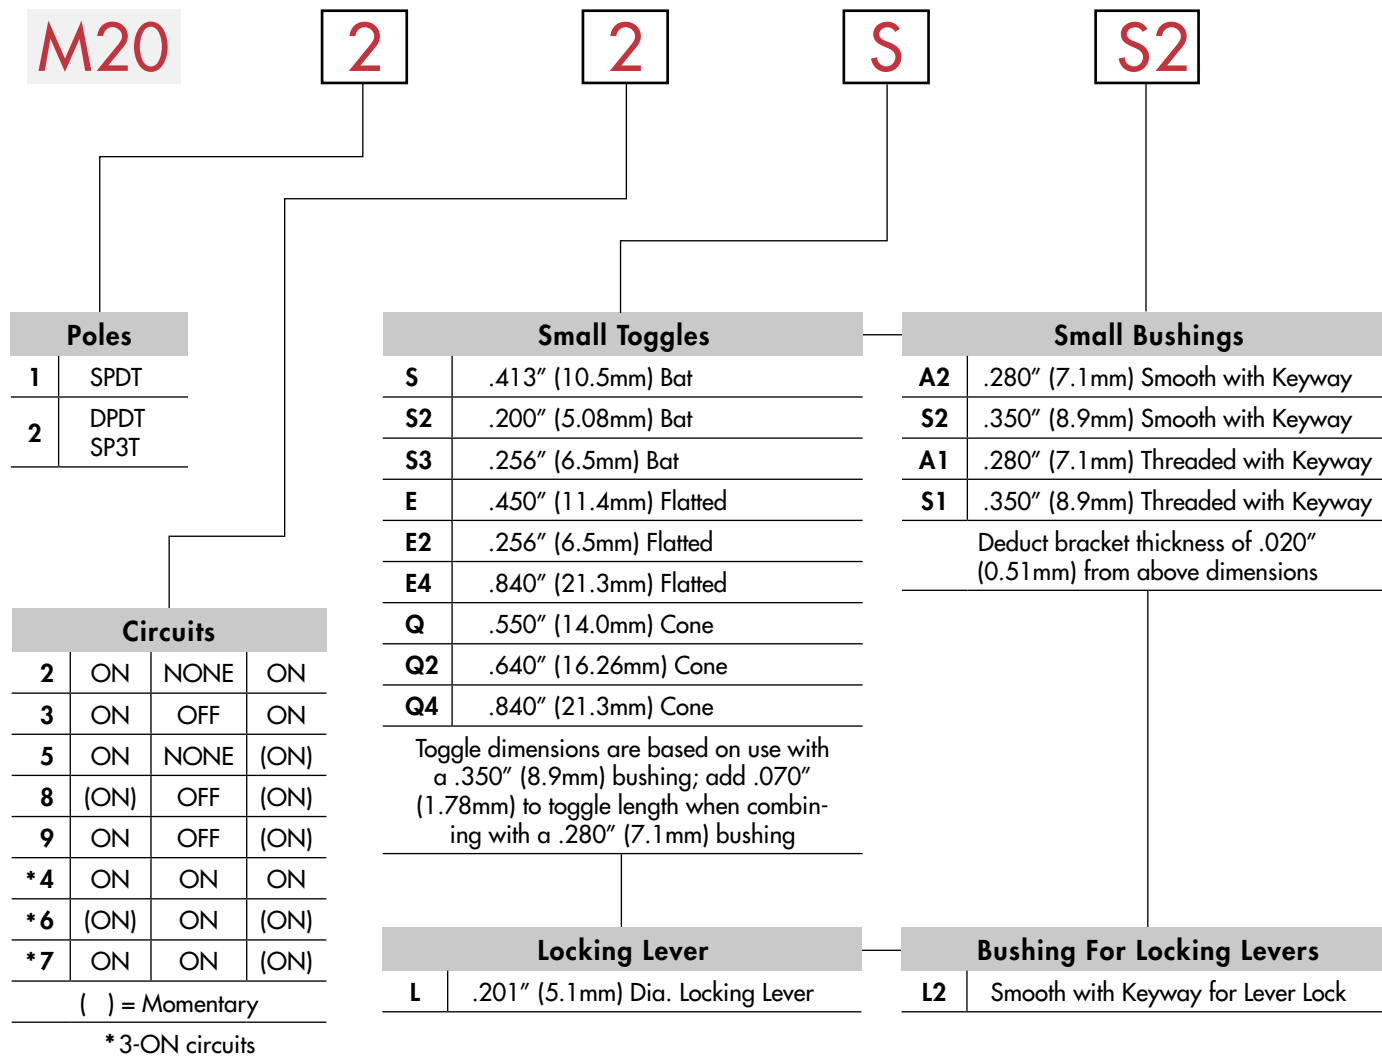 M20 2 2 S S2
Poles
1 SPDT
2 DPDT
SP3T
Circuits
2 ON NONE ON
3 ON OFF ON
5 ON NONE (ON)
8 (ON) OFF (ON)
9 ON OFF (ON)
*4 ON ON ON
*6 (ON) ON (ON)
*7 ON ON (ON)
( ) = Momentary
*3-ON circuits
Small Toggles
S .413″ (10.5mm) Bat
S2 .200″ (5.08mm) Bat
S3 .256″ (6.5mm) Bat
E .450″ (11.4mm) Flatted
E2 .256″ (6.5mm) Flatted
E4 .840″ (21.3mm) Flatted
Q .550″ (14.0mm) Cone
Q2 .640″ (16.26mm) Cone
Q4 .840″ (21.3mm) Cone
Toggle dimensions are based on use with
a .350″ (8.9mm) bushing; add .070″
(1.78mm) to toggle length when combin-
ing with a .280″ (7.1mm) bushing
Locking Lever
L .201″ (5.1mm) Dia. Locking Lever
Small Bushings
A2 .280″ (7.1mm) Smooth with Keyway
S2 .350″ (8.9mm) Smooth with Keyway
A1 .280″ (7.1mm) Threaded with Keyway
S1 .350″ (8.9mm) Threaded with Keyway
Deduct bracket thickness of .020″
(0.51mm) from above dimensions
Bushing For Locking Levers
L2 Smooth with Keyway for Lever Lock